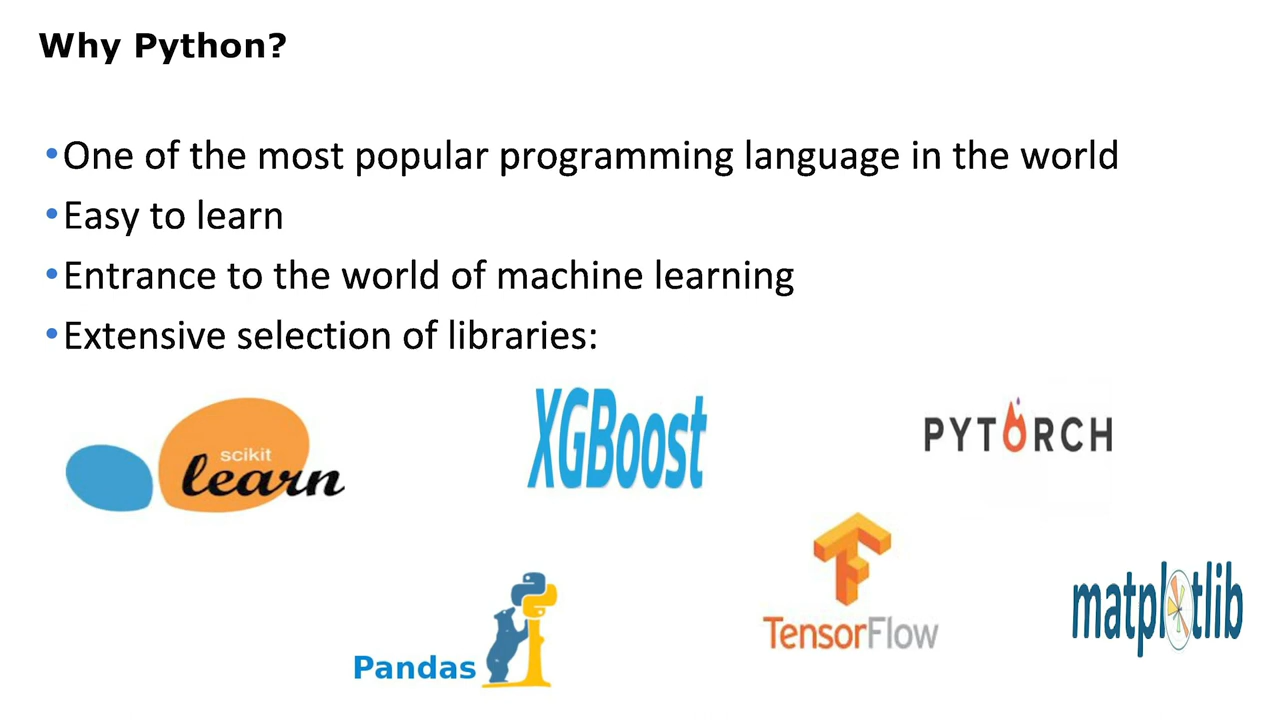 Why Python?
•One of the most popular programming language in the world
•Easy to learn
•Entrance to the world of machine learning
•Extensive selection of libraries:
scikit
learn
XGBoost
PYTORCH
TensorFlow
matplotlib
Pandas